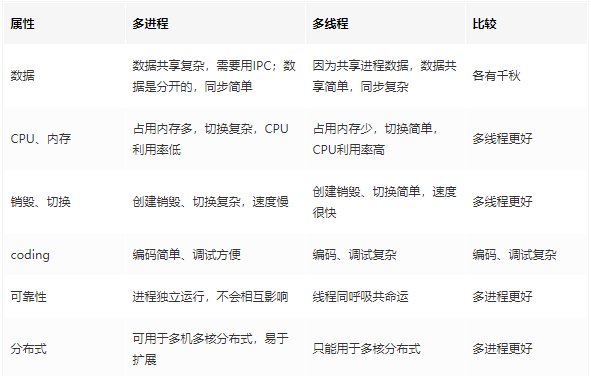 属性 多进程 多线程 比较
数据 数据共享复杂，需要用IPC；数据是分开的，同步简单 因为共享进程数据，数据共享简单，同步复杂 各有千秋
CPU、内存 占用内存多，切换复杂，CPU利用率低 占用内存少，切换简单，CPU利用率高 多线程更好
销毁、切换 创建销毁、切换复杂，速度慢 创建销毁、切换简单，速度很快 多线程更好
coding 编码简单、调试方便 编码、调试复杂 编码、调试复杂
可靠性 进程独立运行，不会相互影响 线程同呼吸共命运 多进程更好
分布式 可用于多机多核分布式，易于扩展 只能用于多核分布式 多进程更好